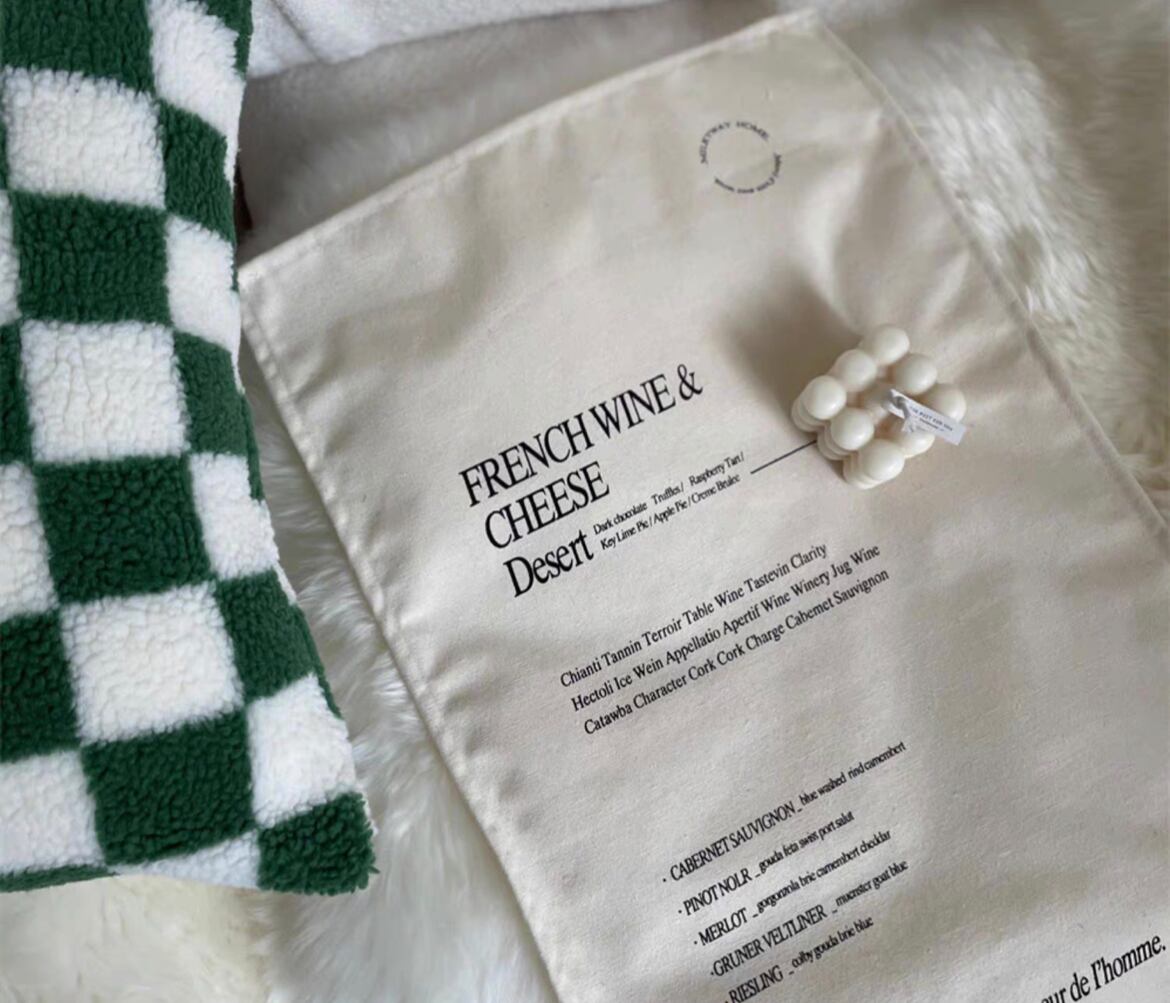 MILKYWAY HOME
FRENCH WINE &
CHEESE
Desert
Dark chocolate Truffles / Raspberry Tart /
Key Lime Pie / Apple Pie / Creme Brulee
Chianti Tannin Terroir Table Wine Tastevin Clarity
Hectoli Ice Wein Appellatio Apertif Wine Winery Jug Wine
Catawba Character Cork Cork Charge Cabernet Sauvignon
· CABERNET SAUVIGNON _ blue washed rind camembert
· PINOT NOLR _ gouda feta swiss port salut
· MERLOT _ gorgonzola brie camembert cheddar
· GRUNER VELTLINER _ muenster goat blue
· RIESLING _ colby gouda brie blue
de l'homme.